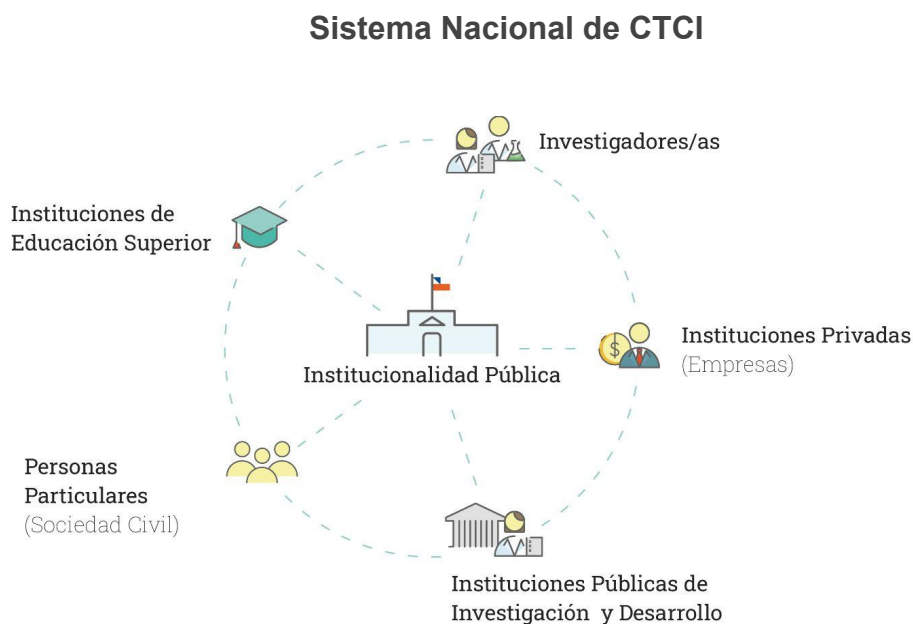 Sistema Nacional de CTCI
Investigadores/as
Instituciones de
Educación Superior
Instituciones Privadas
(Empresas)
Institucionalidad Pública
Personas
Particulares
(Sociedad Civil)
Instituciones Públicas de
Investigación y Desarrollo